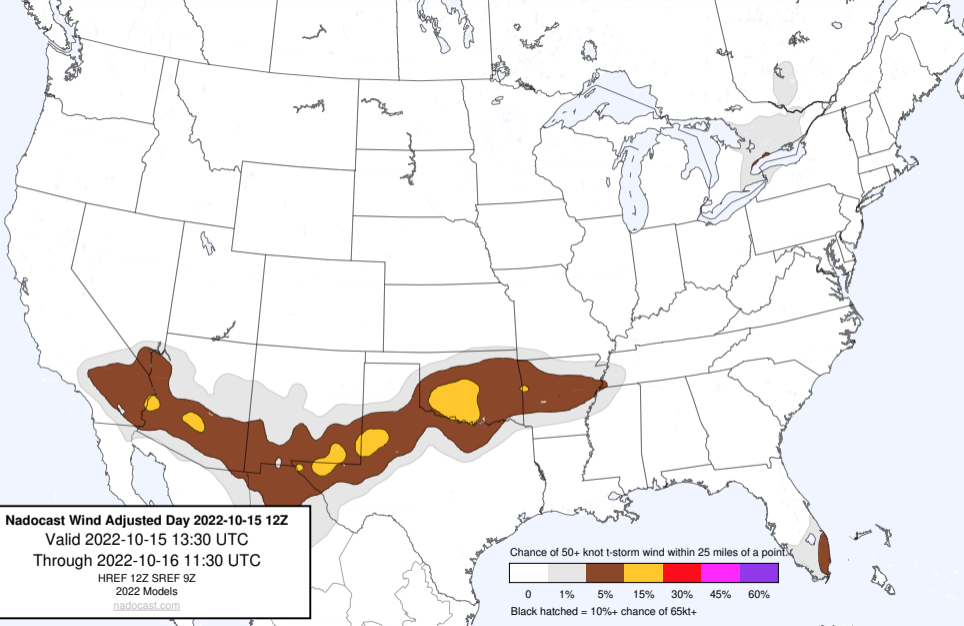 Nadocast Wind Adjusted Day 2022-10-15 12Z
Valid 2022-10-15 13:30 UTC
Through 2022-10-16 11:30 UTC
HREF 12Z SREF 9Z
2022 Models
nadocast.com
Chance of 50+ knot t-storm wind within 25 miles of a point.
0 1% 5% 15% 30% 45% 60%
Black hatched = 10%+ chance of 65kt+